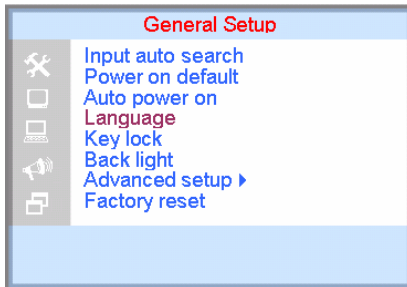 General Setup
Input auto search
Power on default
Auto power on
Language
Key lock
Back light
Advanced setup
Factory reset